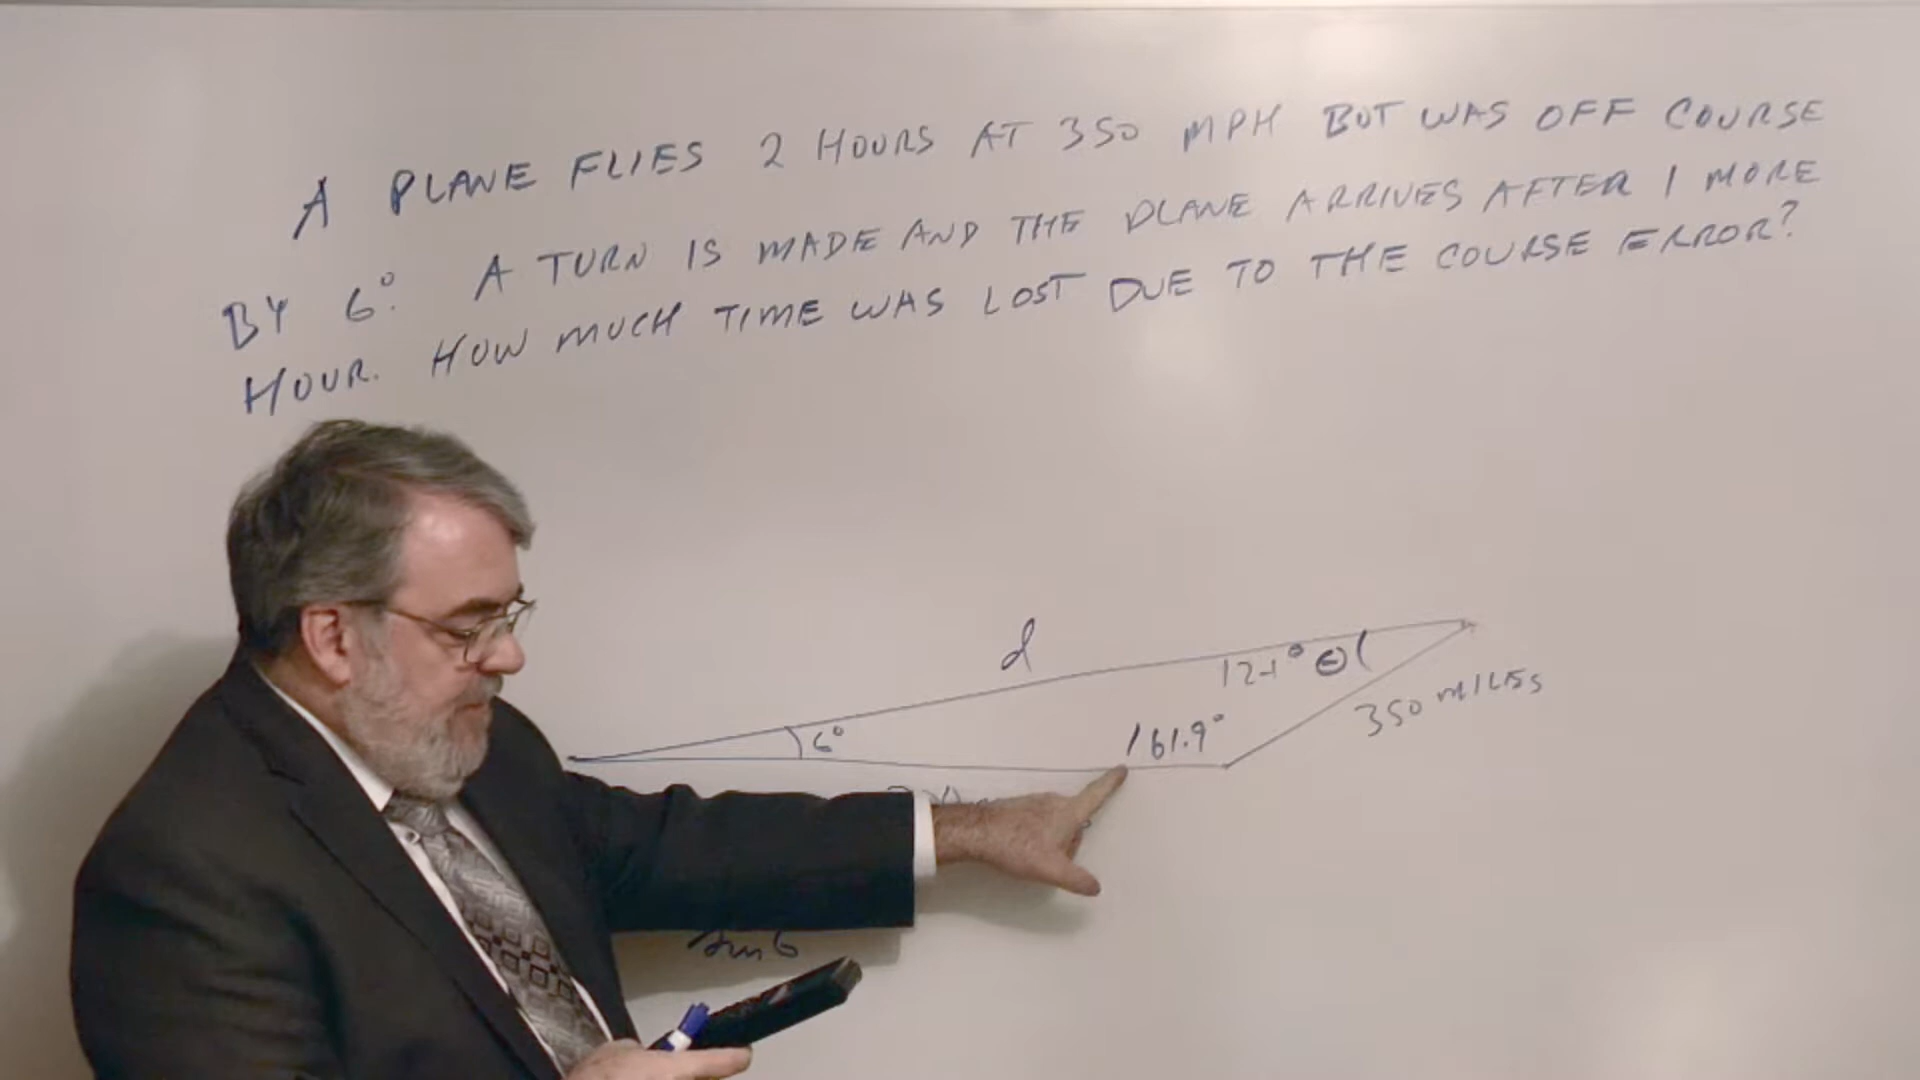 A PLANE FLIES 2 HOURS AT 350 MPH BUT WAS OFF COURSE
BY 6°. A TURN IS MADE AND THE PLANE ARRIVES AFTER 1 MORE
HOUR. HOW MUCH TIME WAS LOST DUE TO THE COURSE ERROR?
d
12.1° θ
350 MILES
6°
161.9°
sin 6